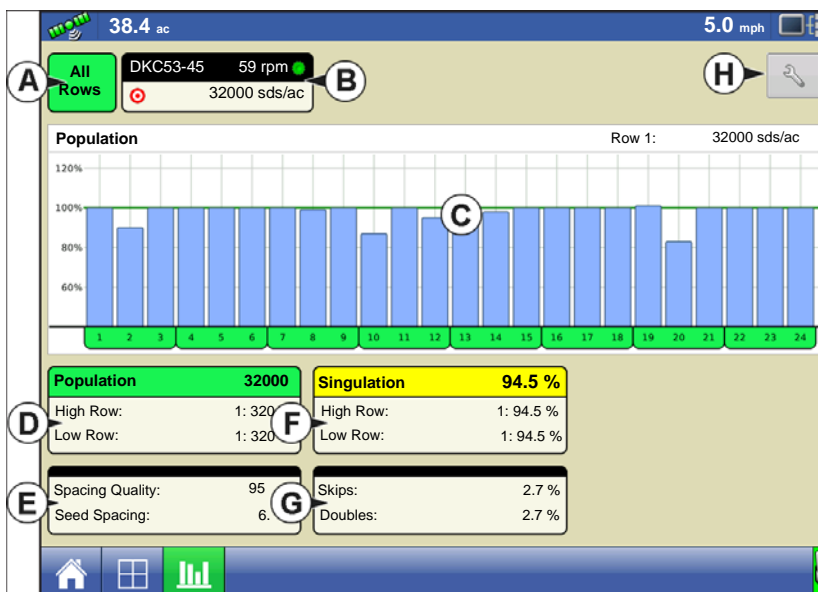 38.4 ac 5.0 mph
A All Rows DKC53-45 59 rpm B H
32000 sds/ac
Population Row 1: 32000 sds/ac
120%
100% C
80%
60%
1 2 3 4 5 6 7 8 9 10 11 12 13 14 15 16 17 18 19 20 21 22 23 24
Population 32000 Singulation 94.5 %
D High Row: 1: 320 F High Row: 1: 94.5 %
Low Row: 1: 320 Low Row: 1: 94.5 %
E Spacing Quality: 95 G Skips: 2.7 %
Seed Spacing: 6. Doubles: 2.7 %